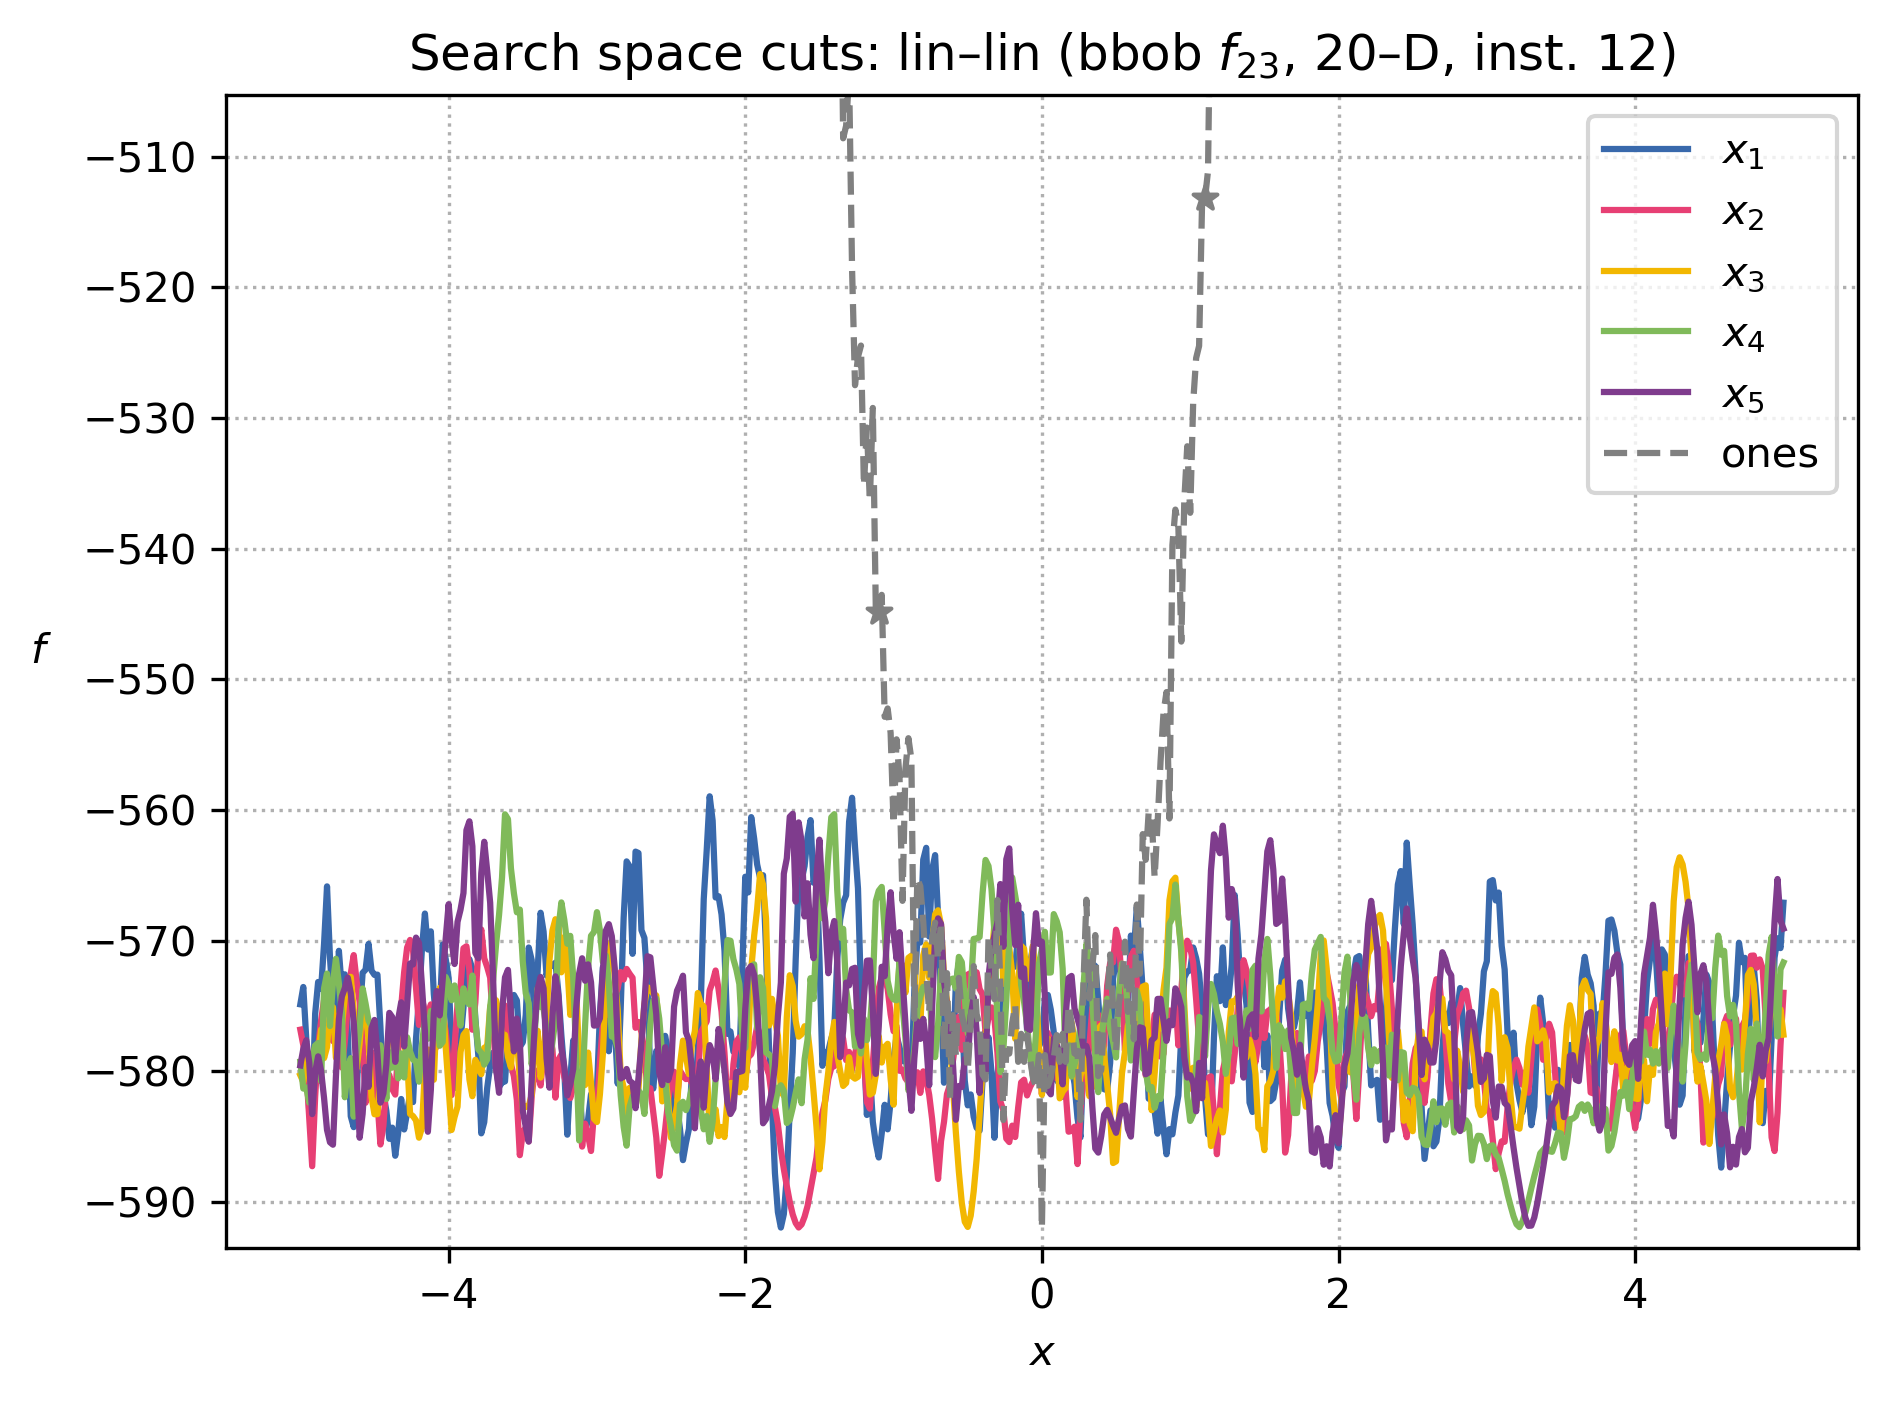 Search space cuts: lin–lin (bbob f23, 20–D, inst. 12)
−510
−520
−530
−540
−550
−560
−570
−580
−590
f
−4
−2
0
2
4
x
x1
x2
x3
x4
x5
ones